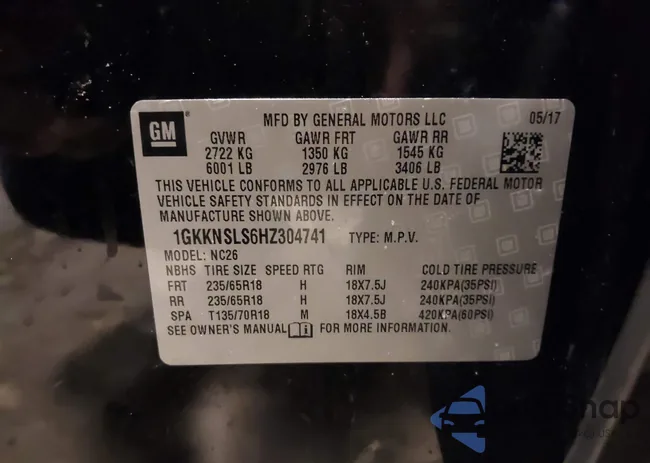 GM
MFD BY GENERAL MOTORS LLC 05/17
GVWR GAWR FRT GAWR RR
2722 KG 1350 KG 1545 KG
6001 LB 2976 LB 3406 LB
THIS VEHICLE CONFORMS TO ALL APPLICABLE U.S. FEDERAL MOTOR
VEHICLE SAFETY STANDARDS IN EFFECT ON THE DATE OF
MANUFACTURE SHOWN ABOVE.
1GKKNSLS6HZ304741 TYPE: M.P.V.
MODEL: NC26
NBHS TIRE SIZE SPEED RTG RIM COLD TIRE PRESSURE
FRT 235/65R18 H 18X7.5J 240KPA(35PSI)
RR 235/65R18 H 18X7.5J 240KPA(35PSI)
SPA T135/70R18 M 18X4.5B 420KPA(60PSI)
SEE OWNER'S MANUAL FOR MORE INFORMATION.